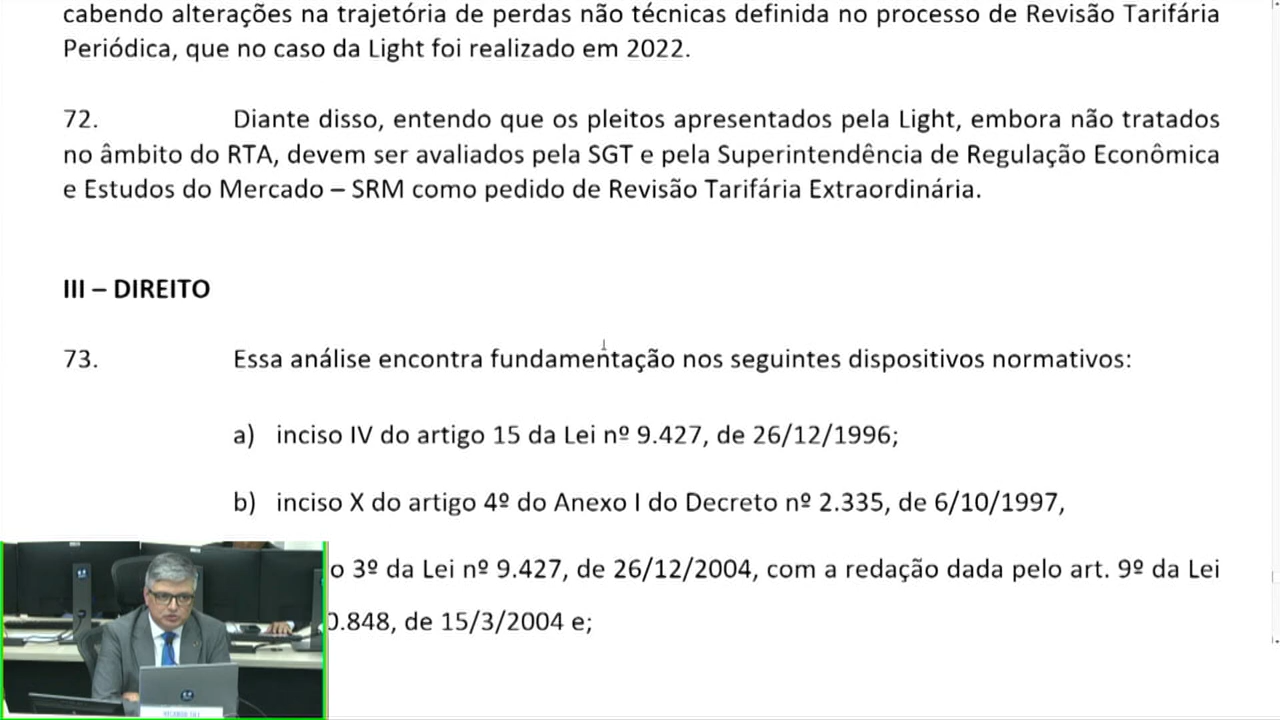 cabendo alterações na trajetória de perdas não técnicas definida no processo de Revisão Tarifária
Periódica, que no caso da Light foi realizado em 2022.
72. Diante disso, entendo que os pleitos apresentados pela Light, embora não tratados
no âmbito do RTA, devem ser avaliados pela SGT e pela Superintendência de Regulação Econômica
e Estudos do Mercado – SRM como pedido de Revisão Tarifária Extraordinária.
III – DIREITO
73. Essa análise encontra fundamentação nos seguintes dispositivos normativos:
a) inciso IV do artigo 15 da Lei nº 9.427, de 26/12/1996;
b) inciso X do artigo 4º do Anexo I do Decreto nº 2.335, de 6/10/1997,
o 3º da Lei nº 9.427, de 26/12/2004, com a redação dada pelo art. 9º da Lei
0.848, de 15/3/2004 e;